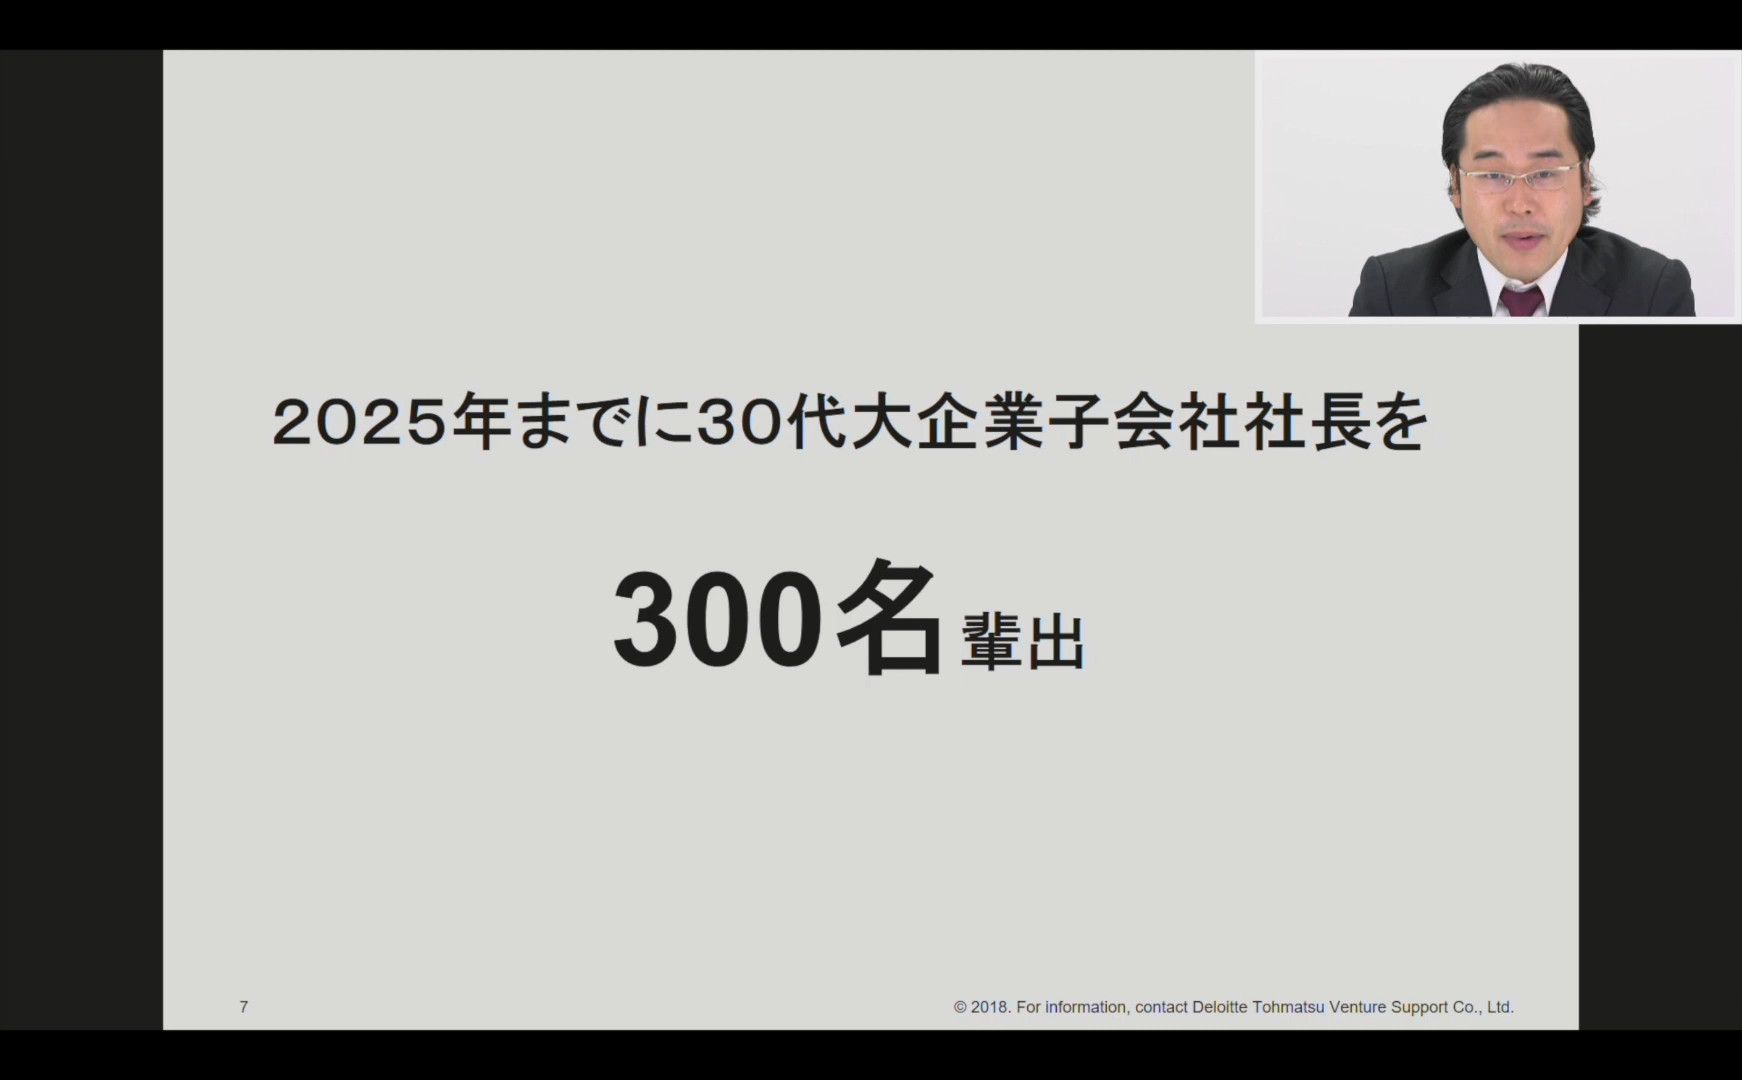 2025年までに30代大企業子会社社長を
300名輩出
7
© 2018. For information, contact Deloitte Tohmatsu Venture Support Co., Ltd.